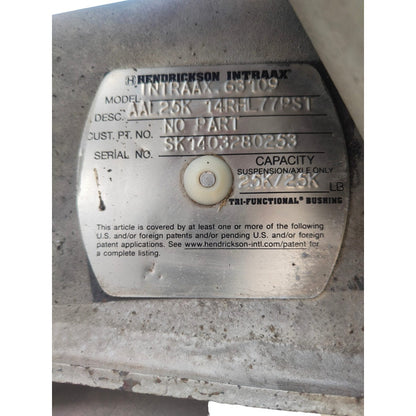 HENDRICKSON INTRAAX®
MODEL INTRAAX 63109
DESC. AAL25K 14RHL77PST
CUST. PT. NO. NO PART
SERIAL NO. SK1403280253
CAPACITY
SUSPENSION/AXLE ONLY
25K/25K LB
TRI-FUNCTIONAL® BUSHING
This article is covered by at least one or more of the following
U.S. and/or foreign patents and/or pending U.S. and/or foreign
patent applications. See www.hendrickson-intl.com/patent for
a complete listing.